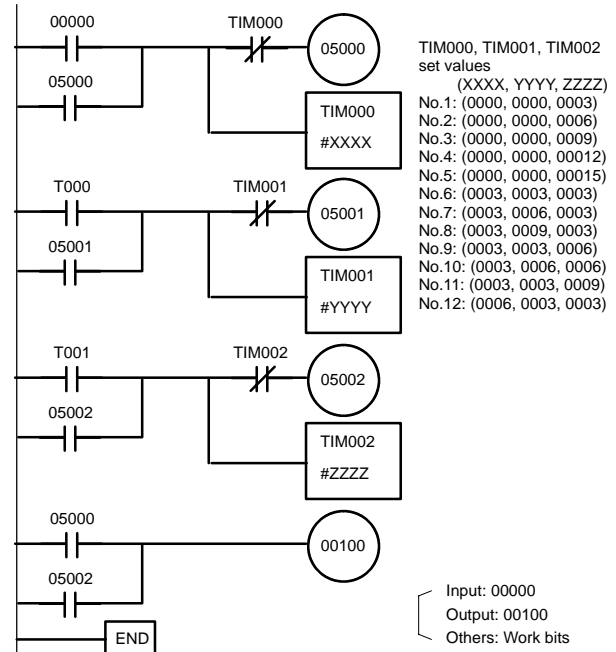 00000 TIM000
05000
05000
TIM000
#XXXX
T000 TIM001
05001
05001
TIM001
#YYYY
T001 TIM002
05002
05002
TIM002
#ZZZZ
05000
00100
05002
END
TIM000, TIM001, TIM002
set values
(XXXX, YYYY, ZZZZ)
No.1: (0000, 0000, 0003)
No.2: (0000, 0000, 0006)
No.3: (0000, 0000, 0009)
No.4: (0000, 0000, 00012)
No.5: (0000, 0000, 00015)
No.6: (0003, 0003, 0003)
No.7: (0003, 0006, 0003)
No.8: (0003, 0009, 0003)
No.9: (0003, 0003, 0006)
No.10: (0003, 0006, 0006)
No.11: (0003, 0003, 0009)
No.12: (0006, 0003, 0003)
Input: 00000
Output: 00100
Others: Work bits